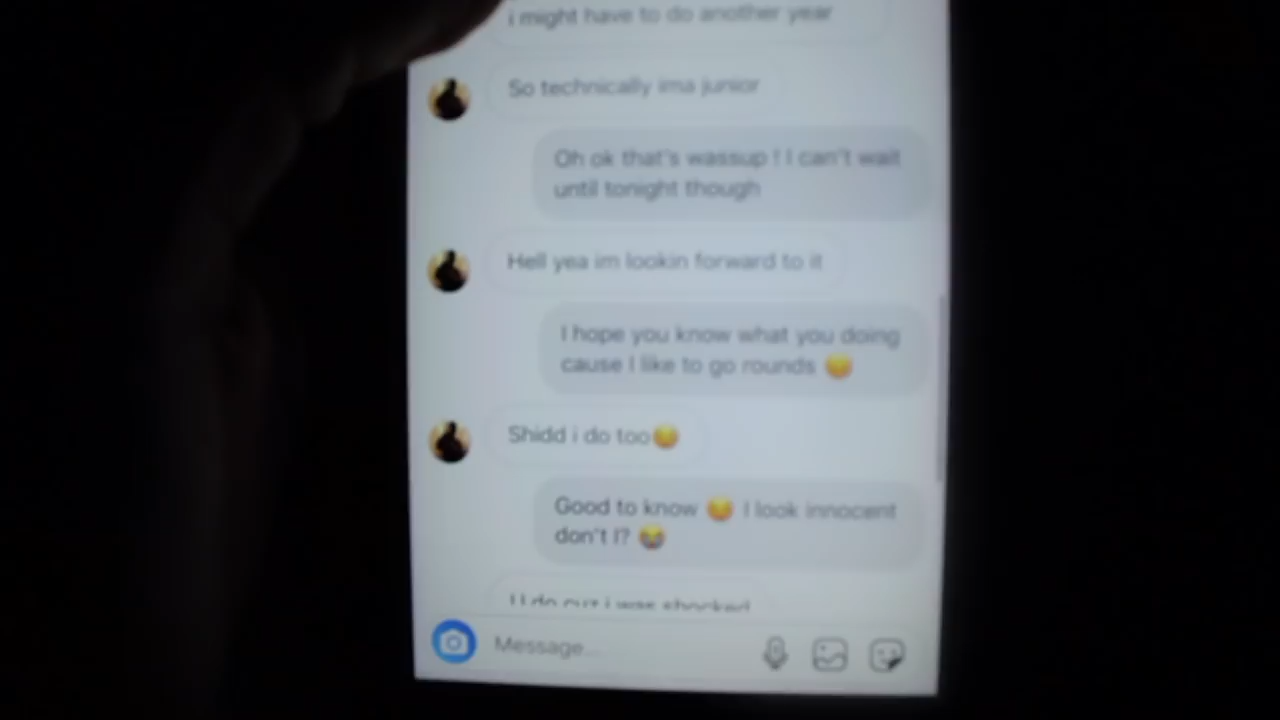 i might have to do another year
So technically ima junior
Oh ok that's wassup ! I can't wait
until tonight though
Hell yea im lookin forward to it
I hope you know what you doing
cause I like to go rounds 😏
Shidd i do too😏
Good to know 😏 I look innocent
don't I? 😂
U do cuz i was shocked
Message...